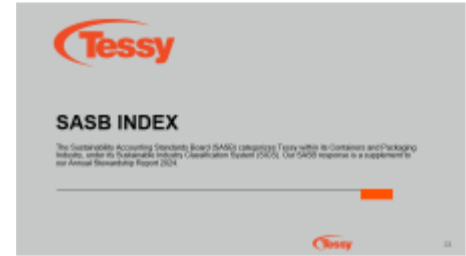 Tessy
SASB INDEX
The Sustainability Accounting Standards Board (SASB) categorizes Tessy within its Containers and Packaging
Industry, under its Sustainable Industry Classification System (SICS). Our SASB response is a supplement to
our Annual Stewardship Report 2024.
Tessy